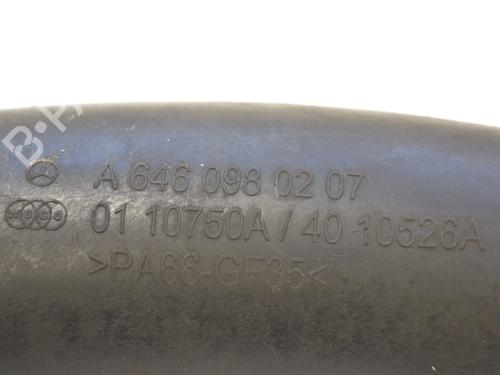 B-P
A 646 098 02 07
01 10750A / 40 10526A
>PA66-GF35<